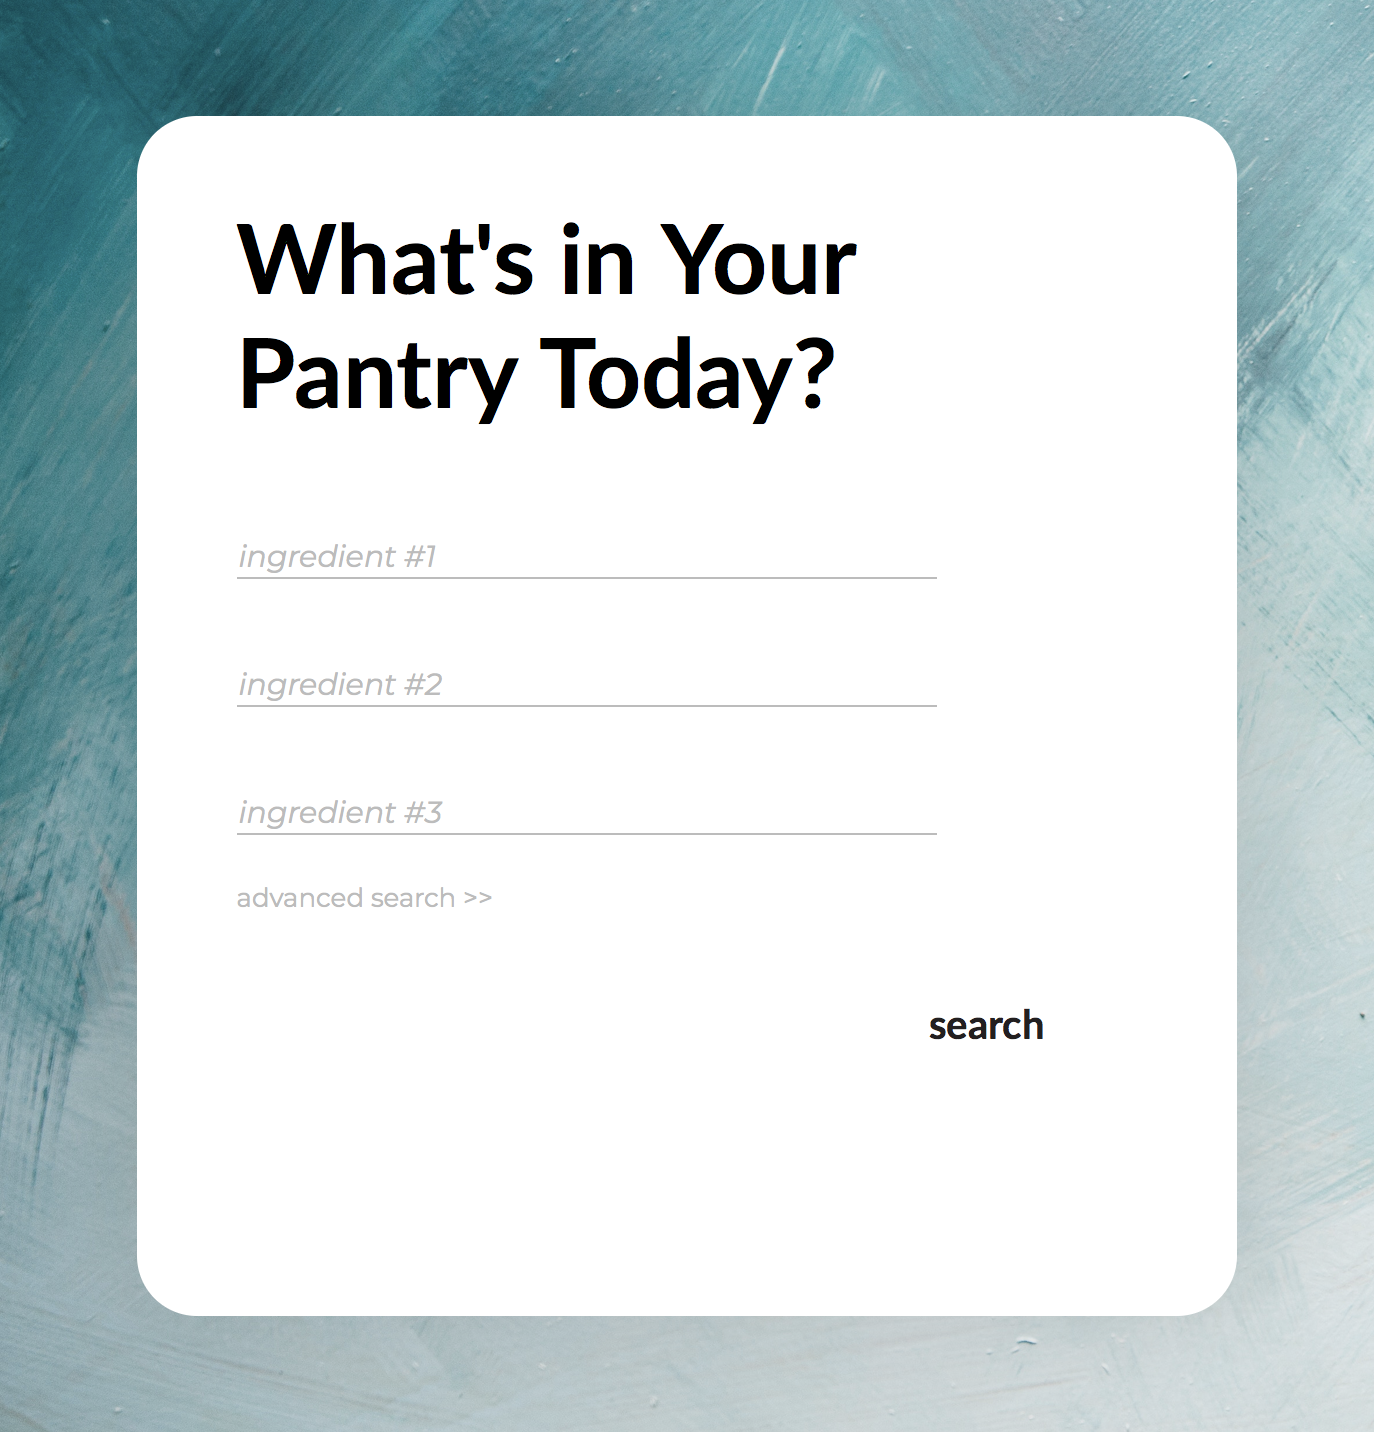 What's in Your
Pantry Today?
ingredient #1
ingredient #2
ingredient #3
advanced search >>
search